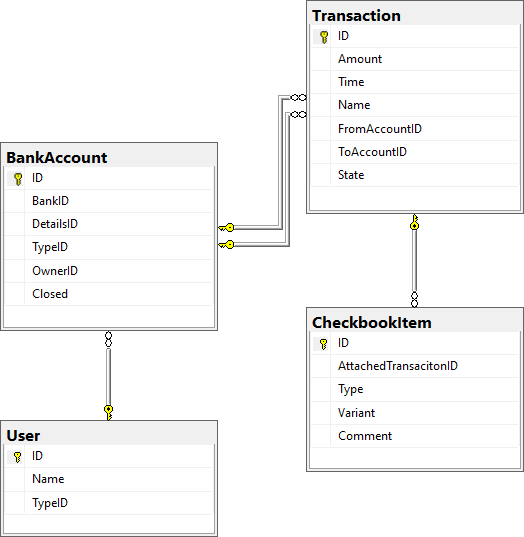 Transaction
ID
Amount
Time
Name
FromAccountID
ToAccountID
State
BankAccount
ID
BankID
DetailsID
TypeID
OwnerID
Closed
CheckbookItem
ID
AttachedTransacitonID
Type
Variant
Comment
User
ID
Name
TypeID